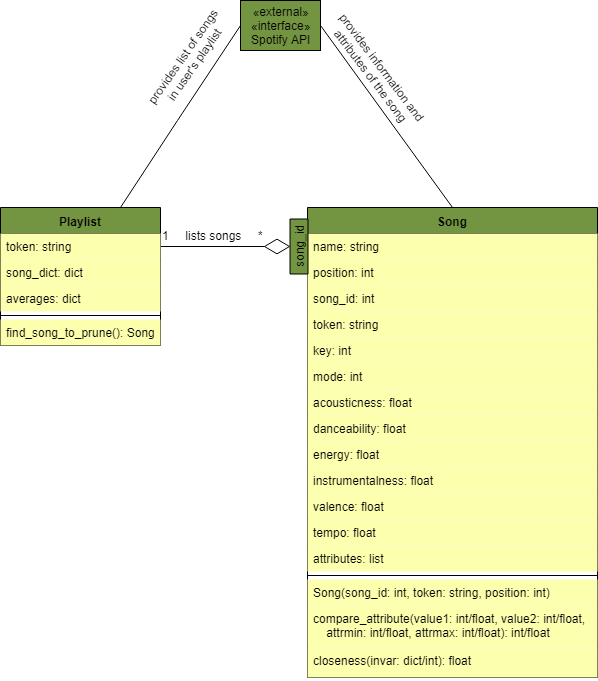 «external»
«interface»
Spotify API
provides list of songs
in user's playlist
provides information and
attributes of the song
Playlist
token: string
song_dict: dict
averages: dict
find_song_to_prune(): Song
1 lists songs *
song_id
Song
name: string
position: int
song_id: int
token: string
key: int
mode: int
acousticness: float
danceability: float
energy: float
instrumentalness: float
valence: float
tempo: float
attributes: list
Song(song_id: int, token: string, position: int)
compare_attribute(value1: int/float, value2: int/float,
attrmin: int/float, attrmax: int/float): int/float
closeness(invar: dict/int): float